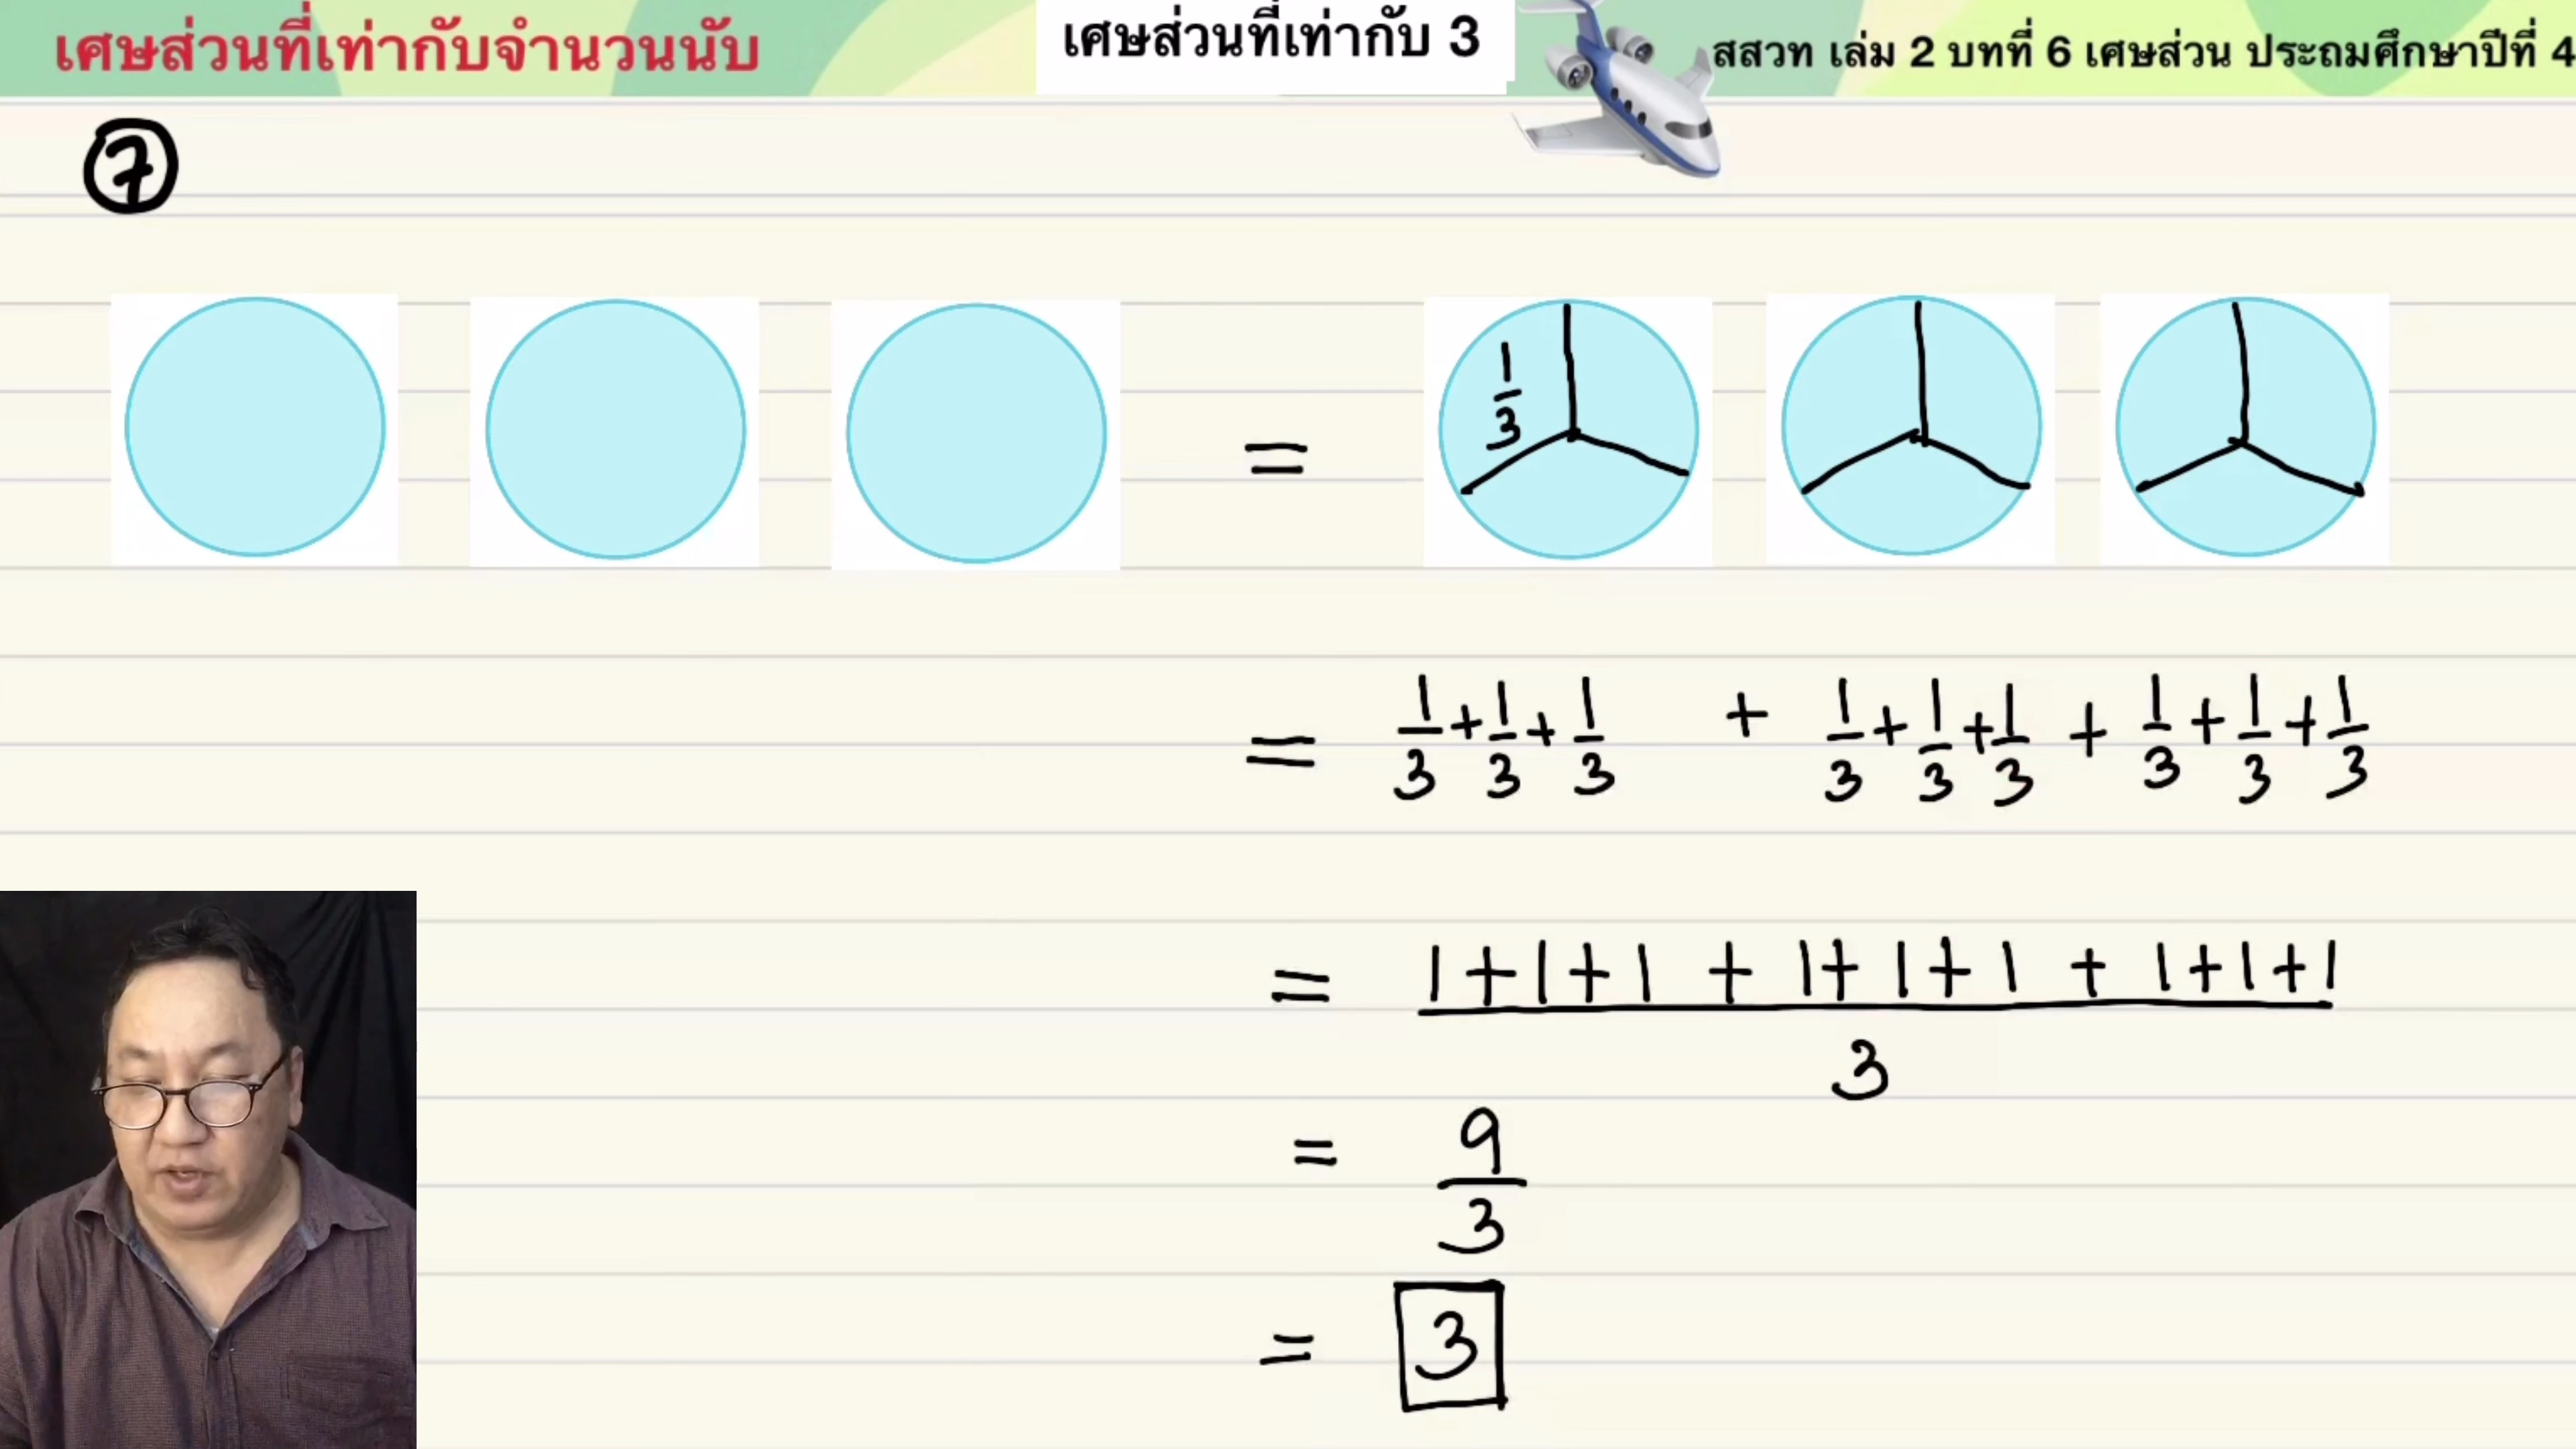 เศษส่วนที่เท่ากับจำนวนนับ
เศษส่วนที่เท่ากับ 3
สสวท เล่ม 2 บทที่ 6 เศษส่วน ประถมศึกษาปีที่ 4
7
= 1/3
= 1/3 + 1/3 + 1/3 + 1/3 + 1/3 + 1/3 + 1/3 + 1/3 + 1/3
= 1 + 1 + 1 + 1 + 1 + 1 + 1 + 1 + 1 / 3
= 9/3
= 3